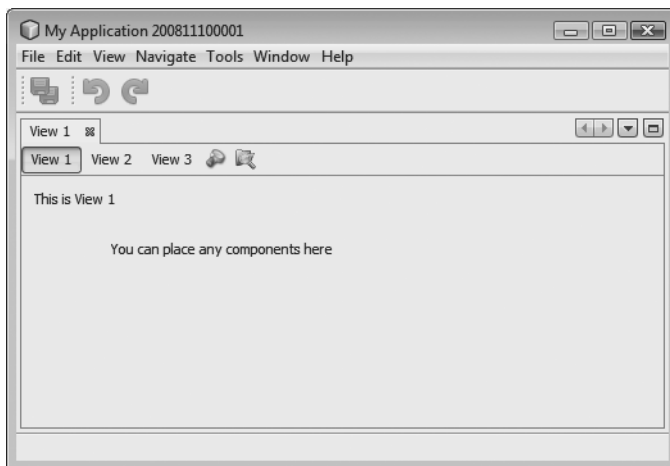 My Application 200811100001
File Edit View Navigate Tools Window Help
View 1
View 1 View 2 View 3
This is View 1
You can place any components here